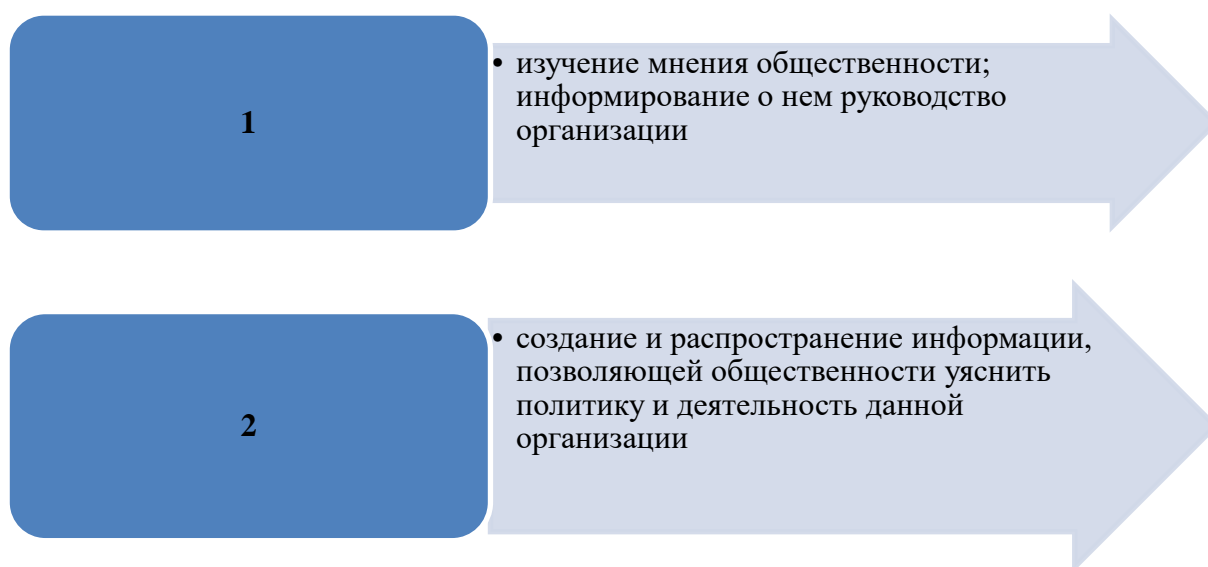 1
• изучение мнения общественности;
информирование о нем руководство
организации
2
• создание и распространение информации,
позволяющей общественности уяснить
политику и деятельность данной
организации